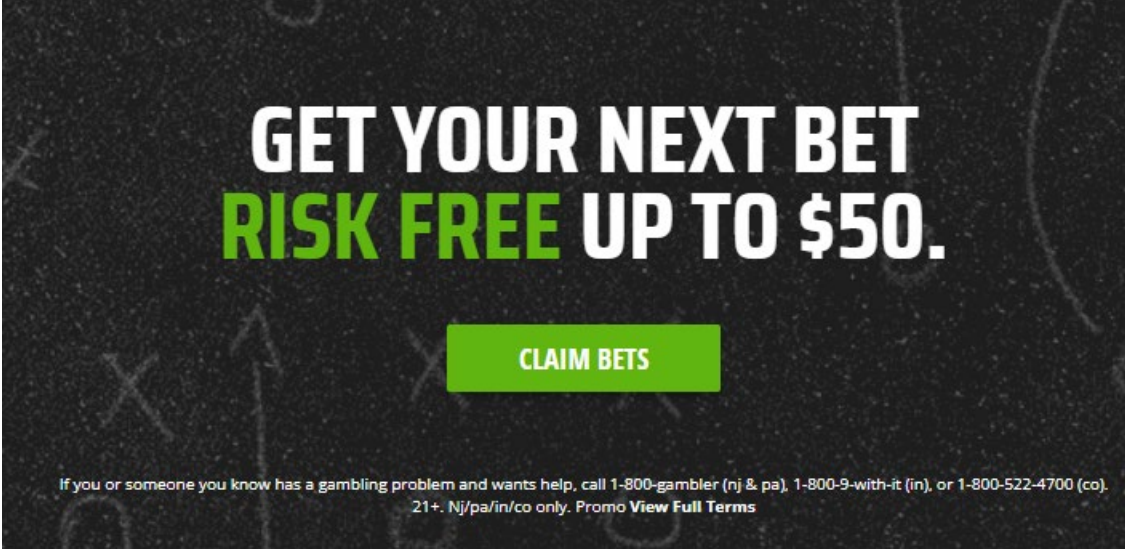 GET YOUR NEXT BET
RISK FREE UP TO $50.
CLAIM BETS
If you or someone you know has a gambling problem and wants help, call 1-800-gambler (nj & pa), 1-800-9-with-it (in), or 1-800-522-4700 (co).
21+. Nj/pa/in/co only. Promo View Full Terms